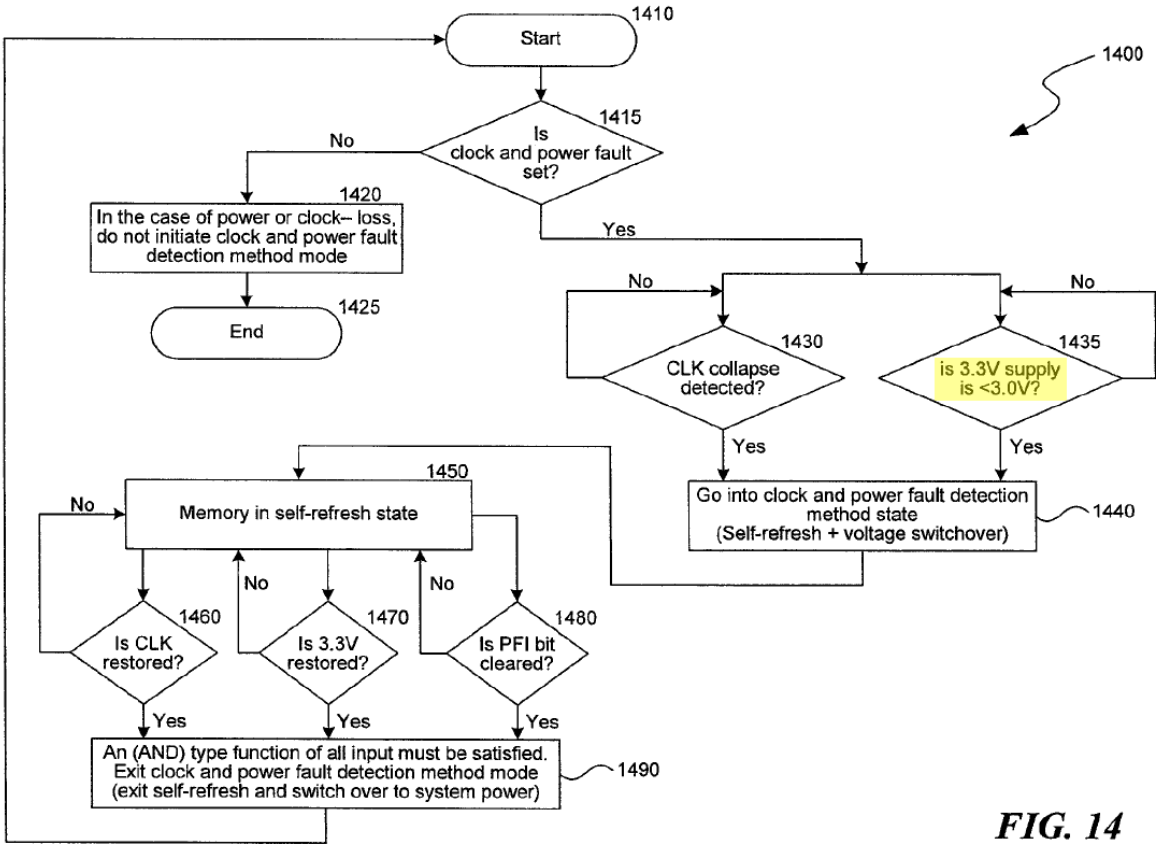 1410
Start
1400
1415
Is
clock and power fault
set?
No
Yes
1420
In the case of power or clock– loss,
do not initiate clock and power fault
detection method mode
1425
End
No
No
1430
CLK collapse
detected?
1435
is 3.3V supply
is <3.0V?
Yes
Yes
Go into clock and power fault detection
method state
(Self-refresh + voltage switchover)
1440
1450
Memory in self-refresh state
No
No
No
1460
Is CLK
restored?
1470
Is 3.3V
restored?
1480
Is PFI bit
cleared?
Yes
Yes
Yes
An (AND) type function of all input must be satisfied.
Exit clock and power fault detection method mode
(exit self-refresh and switch over to system power)
1490
FIG. 14